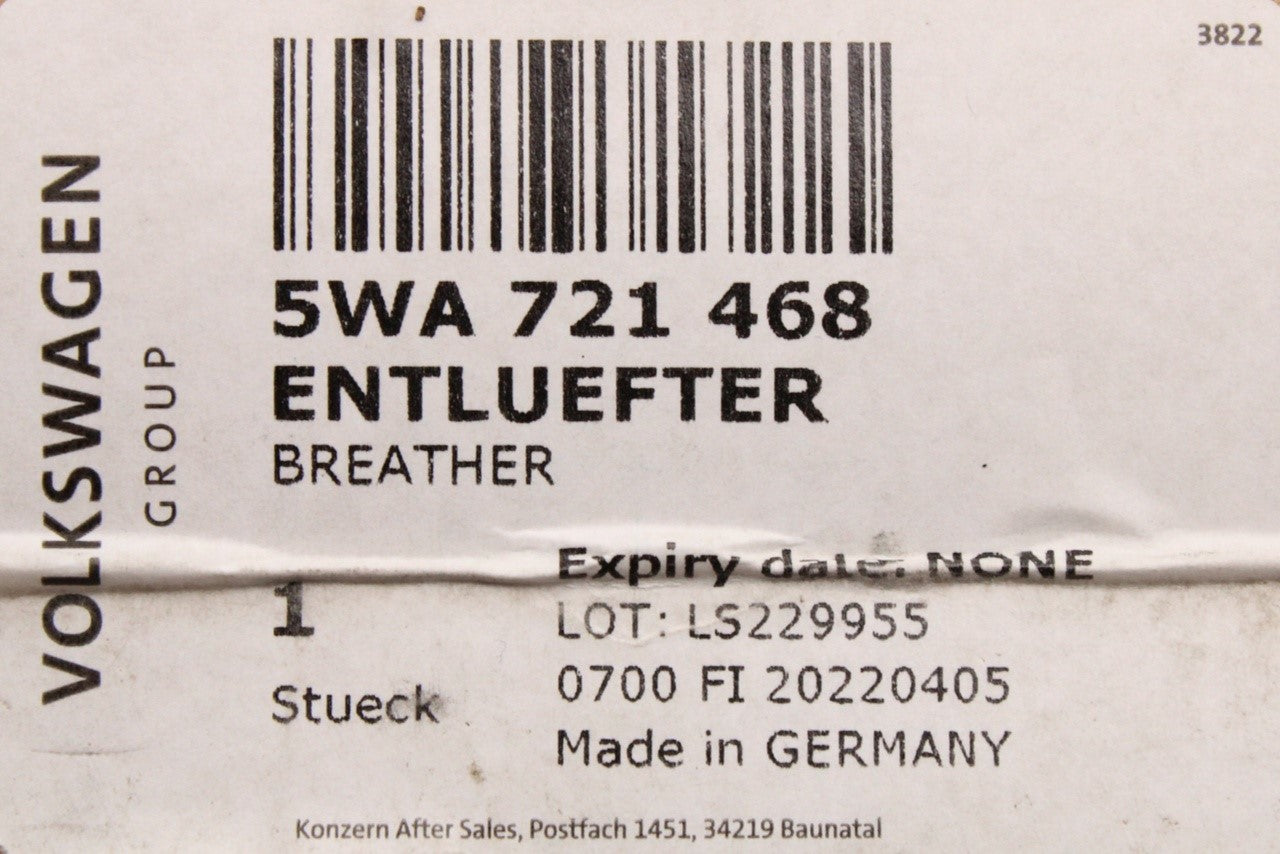 3822
VOLKSWAGEN
GROUP
5WA 721 468
ENTLUEFTER
BREATHER
Expiry date: NONE
1
LOT: LS229955
0700 FI 20220405
Stueck
Made in GERMANY
Konzern After Sales, Postfach 1451, 34219 Baunatal